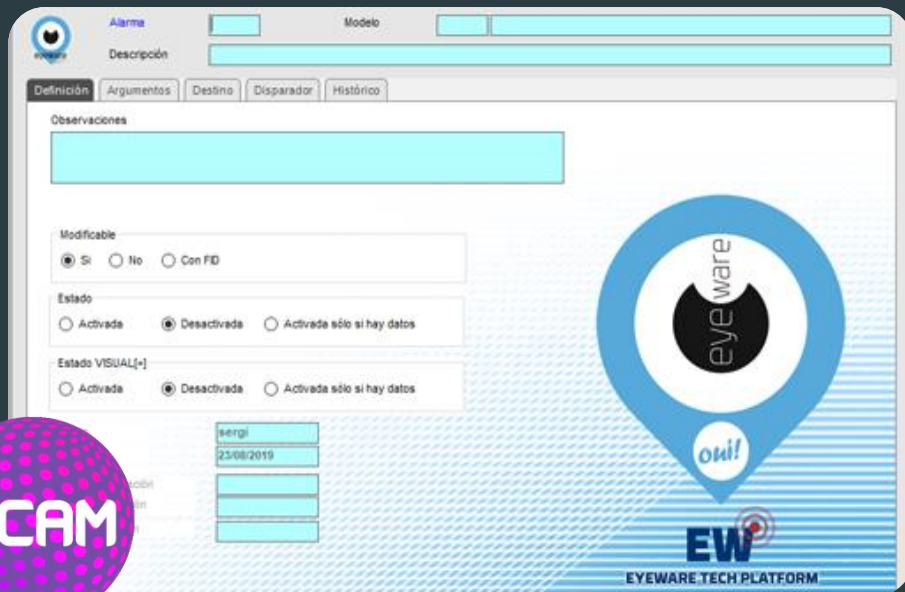 Alarma Modelo
eyeware
Descripción
Definición Argumentos Destino Disparador Histórico
Observaciones
Modificable
Si No Con FID
Estado
Activada Desactivada Activada sólo si hay datos
Estado VISUAL[+]
Activada Desactivada Activada sólo si hay datos
eyeware
oui!
sergi
23/08/2019
CAM
EW
EYEWARE TECH PLATFORM